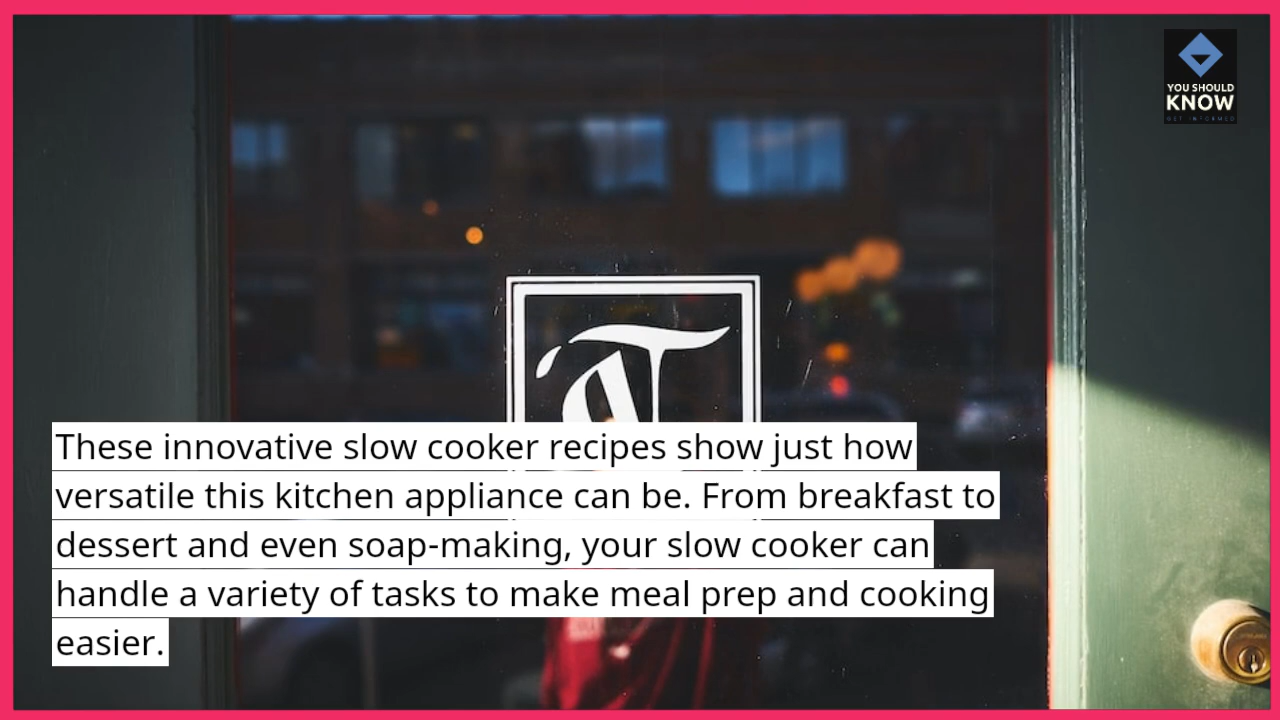 YOU SHOULD
KNOW
GET INFORMED
These innovative slow cooker recipes show just how
versatile this kitchen appliance can be. From breakfast to
dessert and even soap-making, your slow cooker can
handle a variety of tasks to make meal prep and cooking
easier.